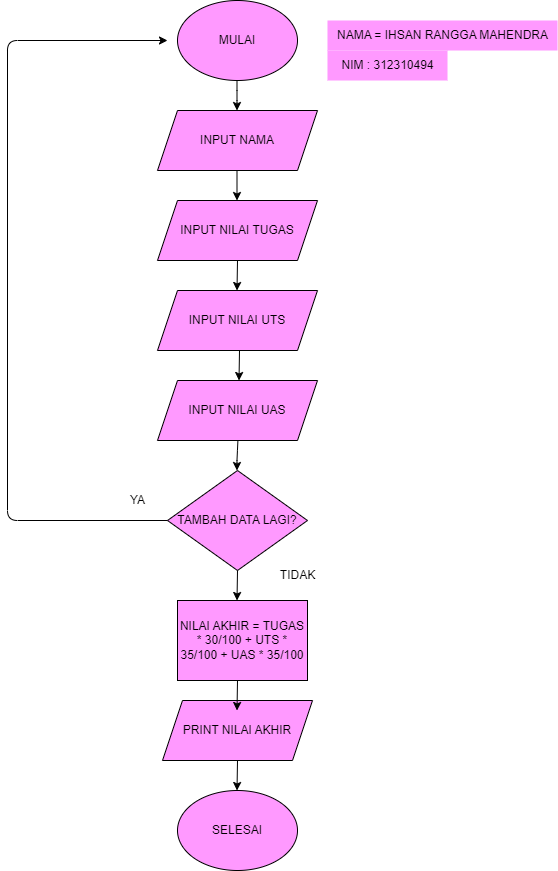 MULAI
NAMA = IHSAN RANGGA MAHENDRA
NIM : 312310494
INPUT NAMA
INPUT NILAI TUGAS
INPUT NILAI UTS
INPUT NILAI UAS
YA
TAMBAH DATA LAGI?
TIDAK
NILAI AKHIR = TUGAS
* 30/100 + UTS *
35/100 + UAS * 35/100
PRINT NILAI AKHIR
SELESAI